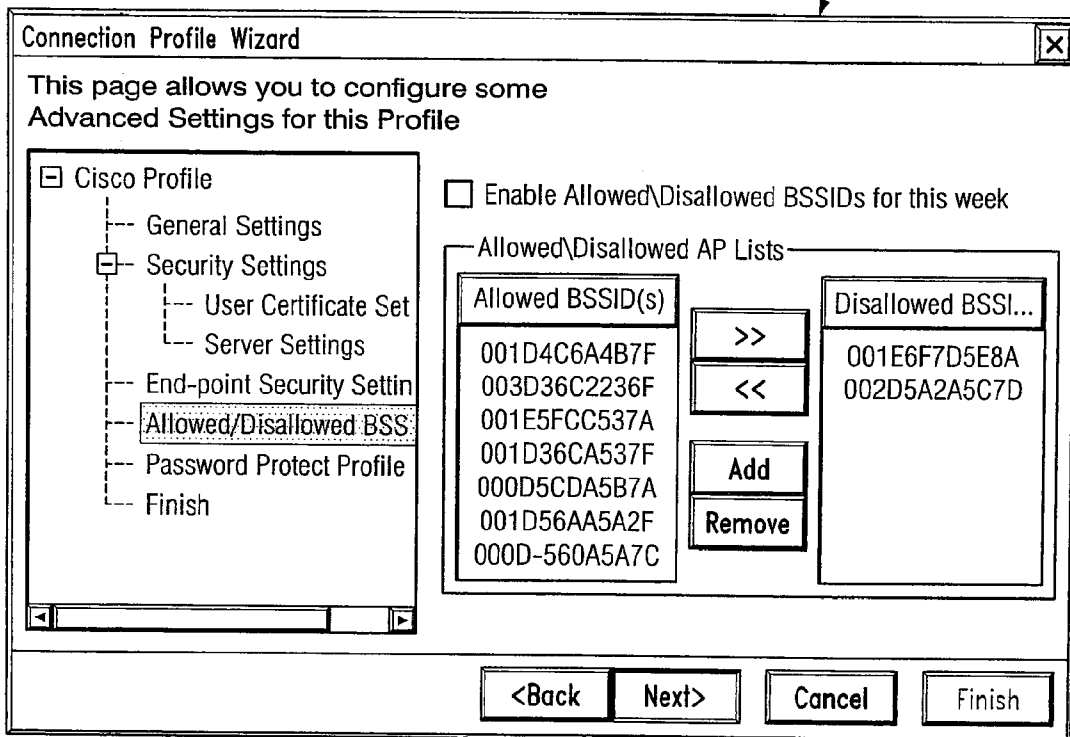 Connection Profile Wizard
This page allows you to configure some
Advanced Settings for this Profile
Cisco Profile
General Settings
Security Settings
User Certificate Set
Server Settings
End-point Security Settin
Allowed/Disallowed BSS
Password Protect Profile
Finish
Enable Allowed\Disallowed BSSIDs for this week
Allowed\Disallowed AP Lists
Allowed BSSID(s)
001D4C6A4B7F
003D36C2236F
001E5FCC537A
001D36CA537F
000D5CDA5B7A
001D56AA5A2F
000D-560A5A7C
>>
<<
Add
Remove
Disallowed BSSI...
001E6F7D5E8A
002D5A2A5C7D
<Back
Next>
Cancel
Finish